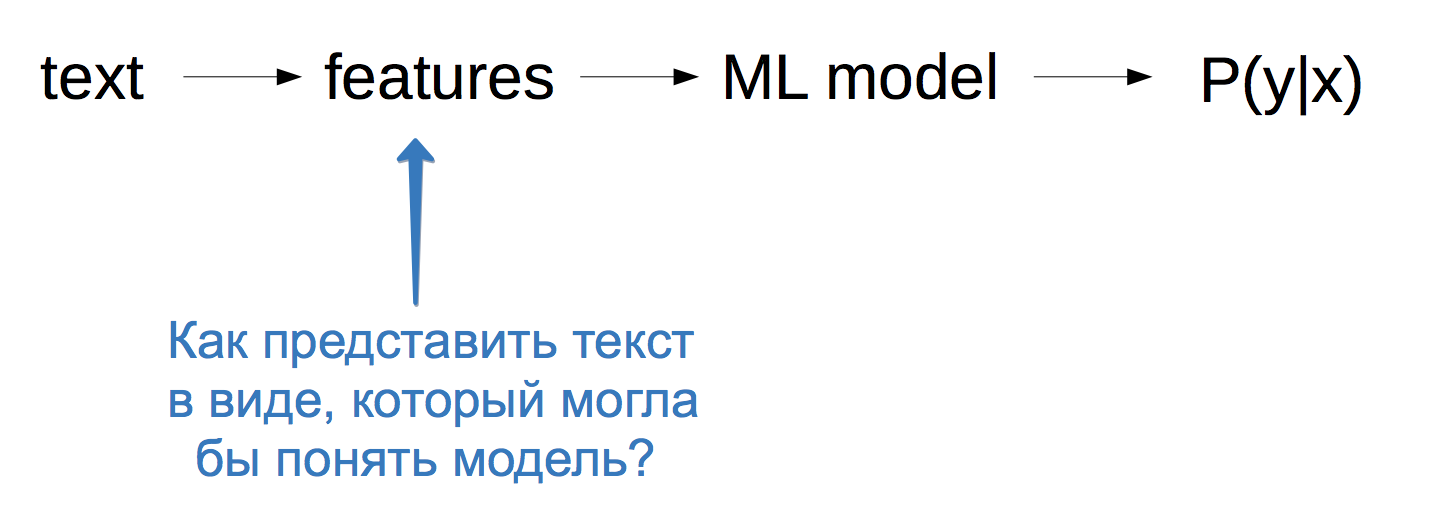 text features ML model P(y|x)
Как представить текст
в виде, который могла
бы понять модель?